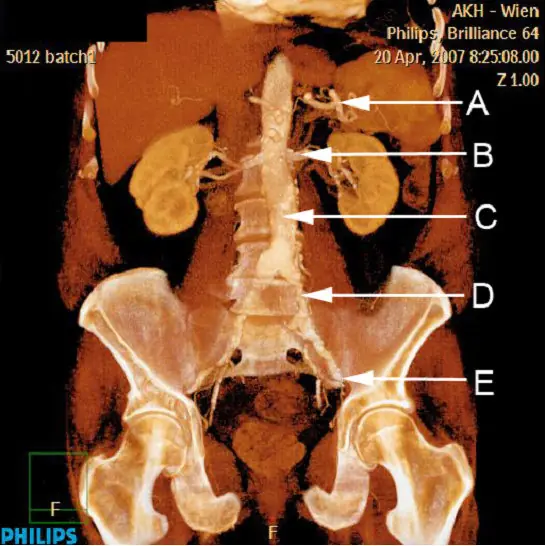 AKH - Wien
Philips, Brilliance 64
5012 batch1
20 Apr, 2007 8:25:08.00
Z 1.00
A
B
C
D
E
F
PHILIPS
F